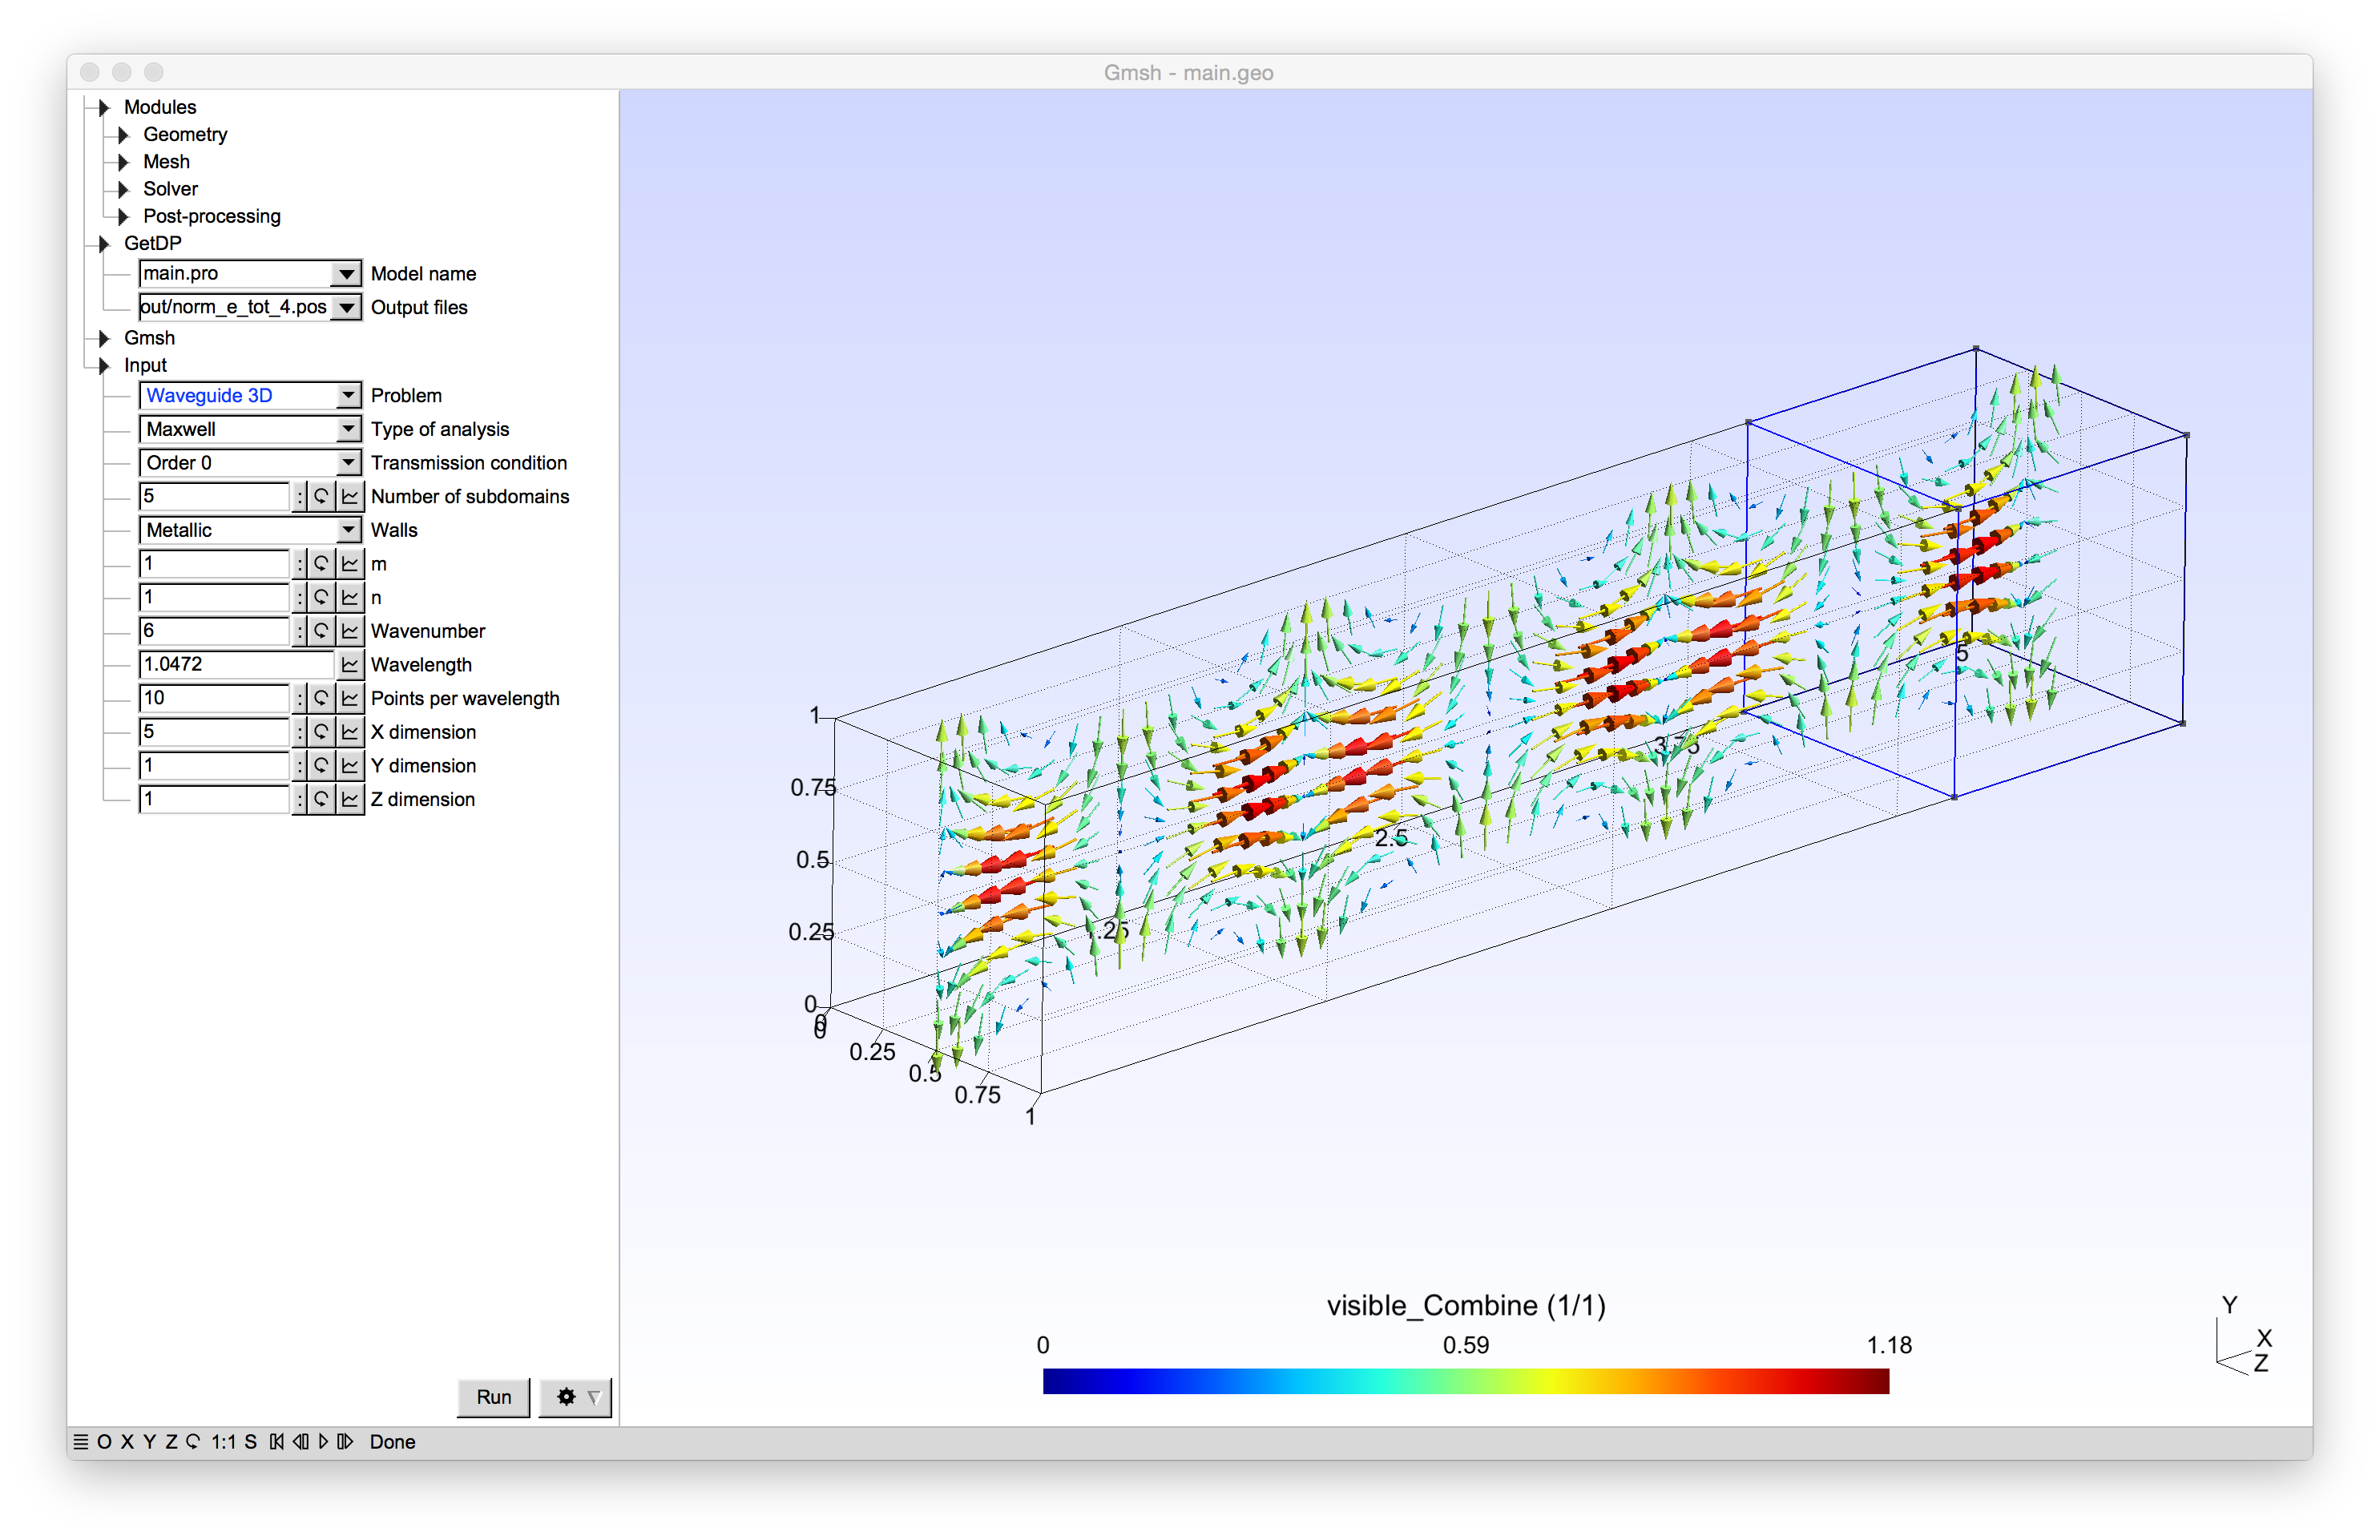 Gmsh - main.geo
Modules
Geometry
Mesh
Solver
Post-processing
GetDP
main.pro Model name
out/norm_e_tot_4.pos Output files
Gmsh
Input
Waveguide 3D Problem
Maxwell Type of analysis
Order 0 Transmission condition
5 : Number of subdomains
Metallic Walls
1 : m
1 : n
6 : Wavenumber
1.0472 Wavelength
10 : Points per wavelength
5 : X dimension
1 : Y dimension
1 : Z dimension
1
0.75
0.5
0.25
0
0
0
0.25
0.5
0.75
1
1.25
2.5
3.75
5
visible_Combine (1/1)
0 0.59 1.18
Y
X
Z
Run
O X Y Z 1:1 S Done